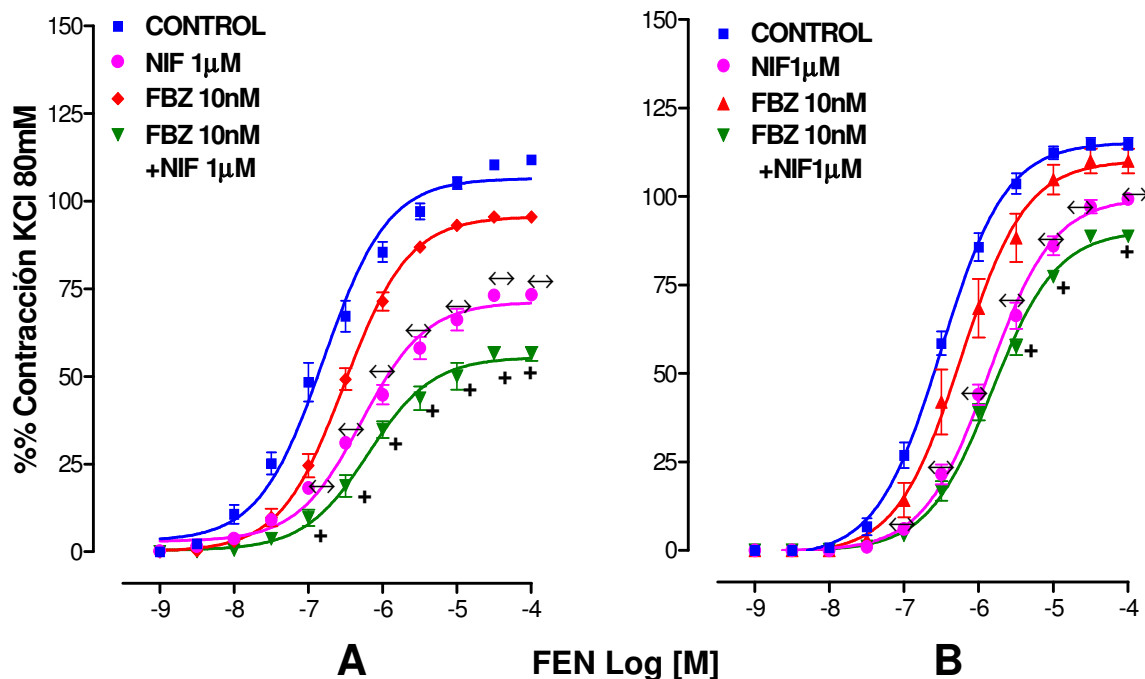 %% Contracción KCl 80mM
150
125
100
75
50
25
0
-9 -8 -7 -6 -5 -4
CONTROL
NIF 1μM
FBZ 10nM
FBZ 10nM
+NIF 1μM
A
150
125
100
75
50
25
0
-9 -8 -7 -6 -5 -4
CONTROL
NIF1μM
FBZ 10nM
FBZ 10nM
+NIF1μM
B
FEN Log [M]